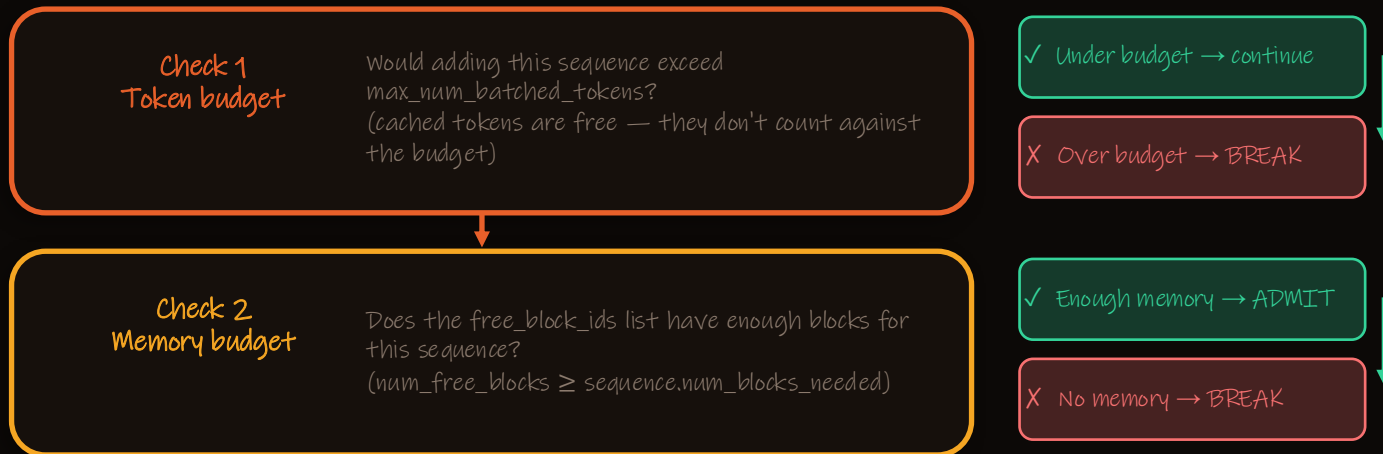 Check 1
Token budget
Would adding this sequence exceed
max_num_batched_tokens?
(cached tokens are free — they don't count against
the budget)
✓ Under budget → continue
✗ Over budget → BREAK
Check 2
Memory budget
Does the free_block_ids list have enough blocks for
this sequence?
(num_free_blocks ≥ sequence.num_blocks_needed)
✓ Enough memory → ADMIT
✗ No memory → BREAK